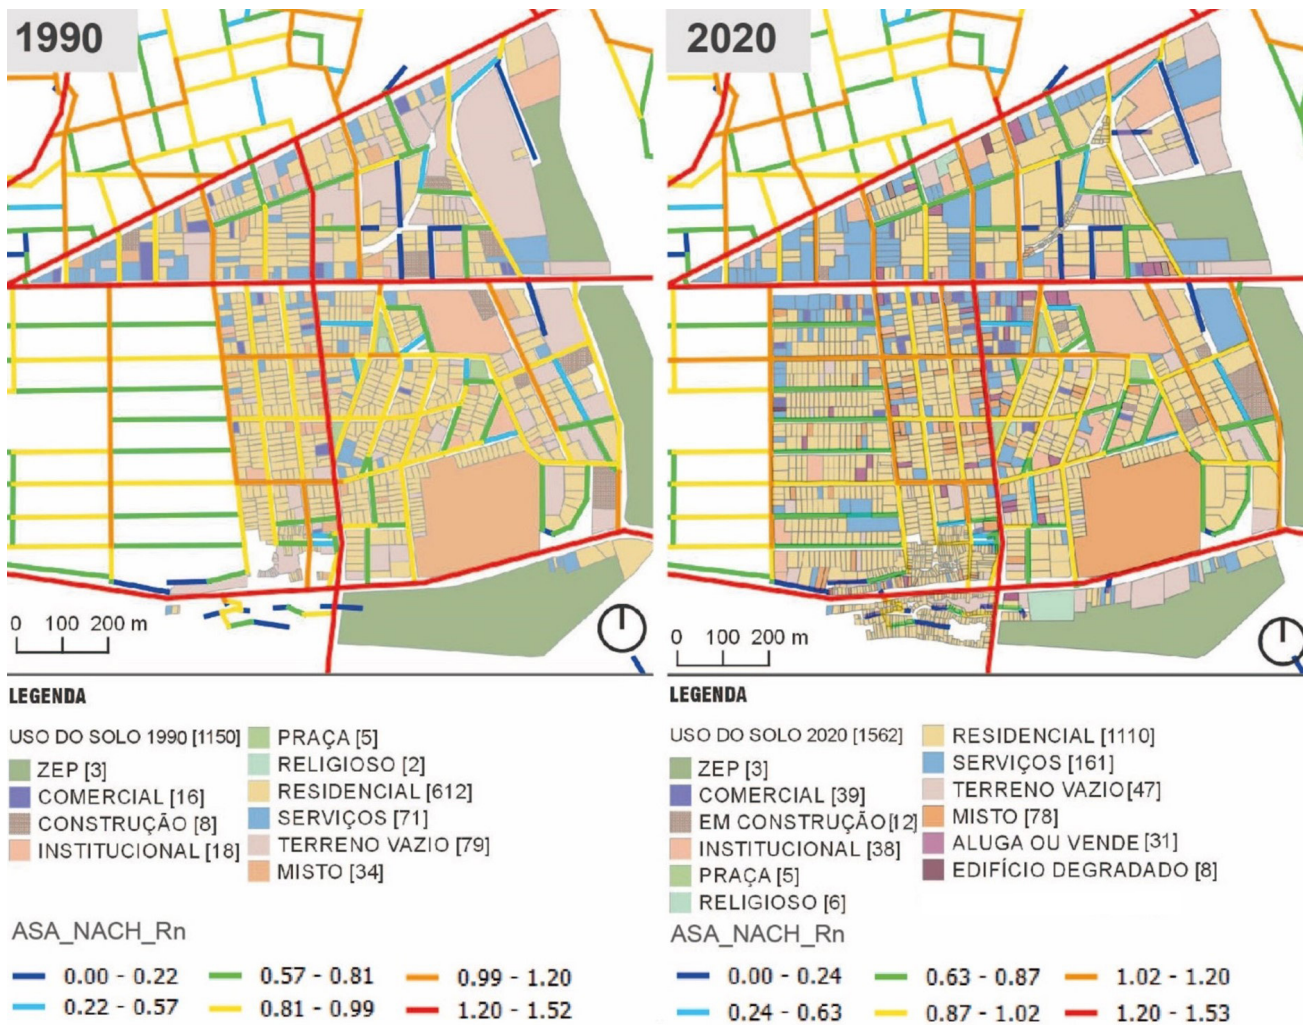 1990
0 100 200 m
LEGENDA
USO DO SOLO 1990 [1150]
ZEP [3]
COMERCIAL [16]
CONSTRUÇÃO [8]
INSTITUCIONAL [18]
PRAÇA [5]
RELIGIOSO [2]
RESIDENCIAL [612]
SERVIÇOS [71]
TERRENO VAZIO [79]
MISTO [34]
ASA_NACH_Rn
0.00 - 0.22
0.22 - 0.57
0.57 - 0.81
0.81 - 0.99
0.99 - 1.20
1.20 - 1.52
2020
0 100 200 m
LEGENDA
USO DO SOLO 2020 [1562]
ZEP [3]
COMERCIAL [39]
EM CONSTRUÇÃO [12]
INSTITUCIONAL [38]
PRAÇA [5]
RELIGIOSO [6]
RESIDENCIAL [1110]
SERVIÇOS [161]
TERRENO VAZIO [47]
MISTO [78]
ALUGA OU VENDE [31]
EDIFÍCIO DEGRADADO [8]
ASA_NACH_Rn
0.00 - 0.24
0.24 - 0.63
0.63 - 0.87
0.87 - 1.02
1.02 - 1.20
1.20 - 1.53